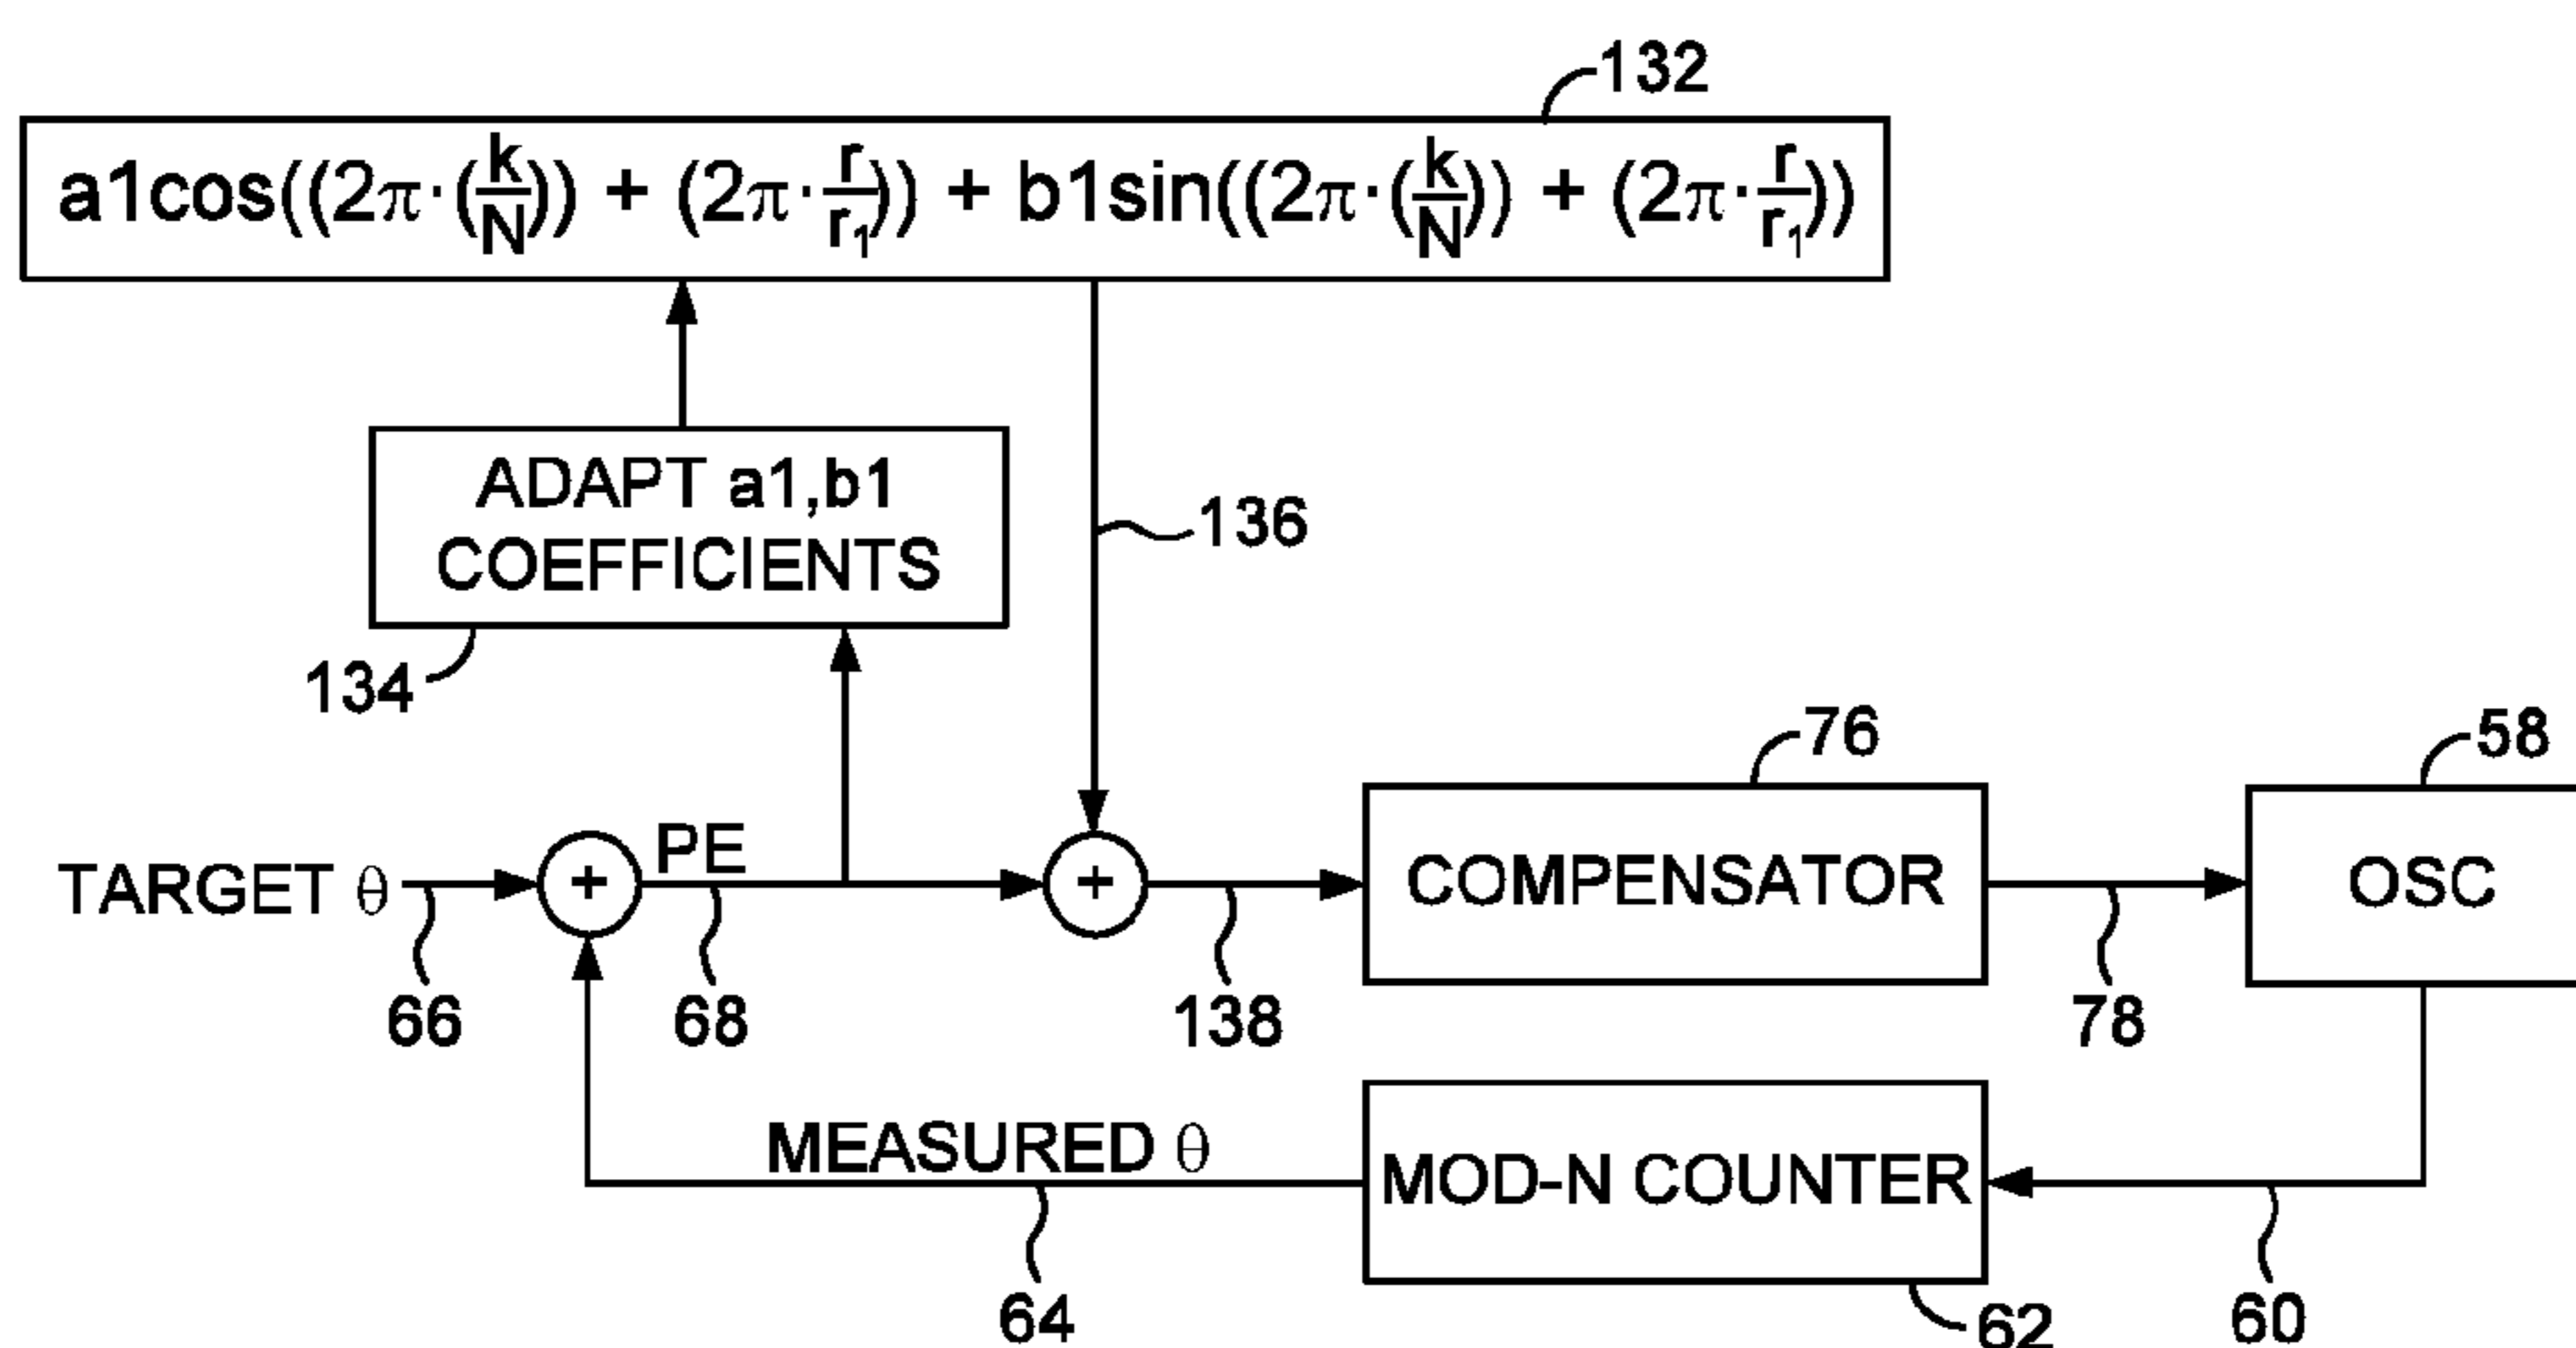 132
a1cos((2π·(k/N)) + (2π·r/r₁)) + b1sin((2π·(k/N)) + (2π·r/r₁))
ADAPT a1,b1
COEFFICIENTS
136
134
76
58
TARGET θ
+
PE
+
COMPENSATOR
OSC
66
68
138
78
MEASURED θ
MOD-N COUNTER
64
62
60